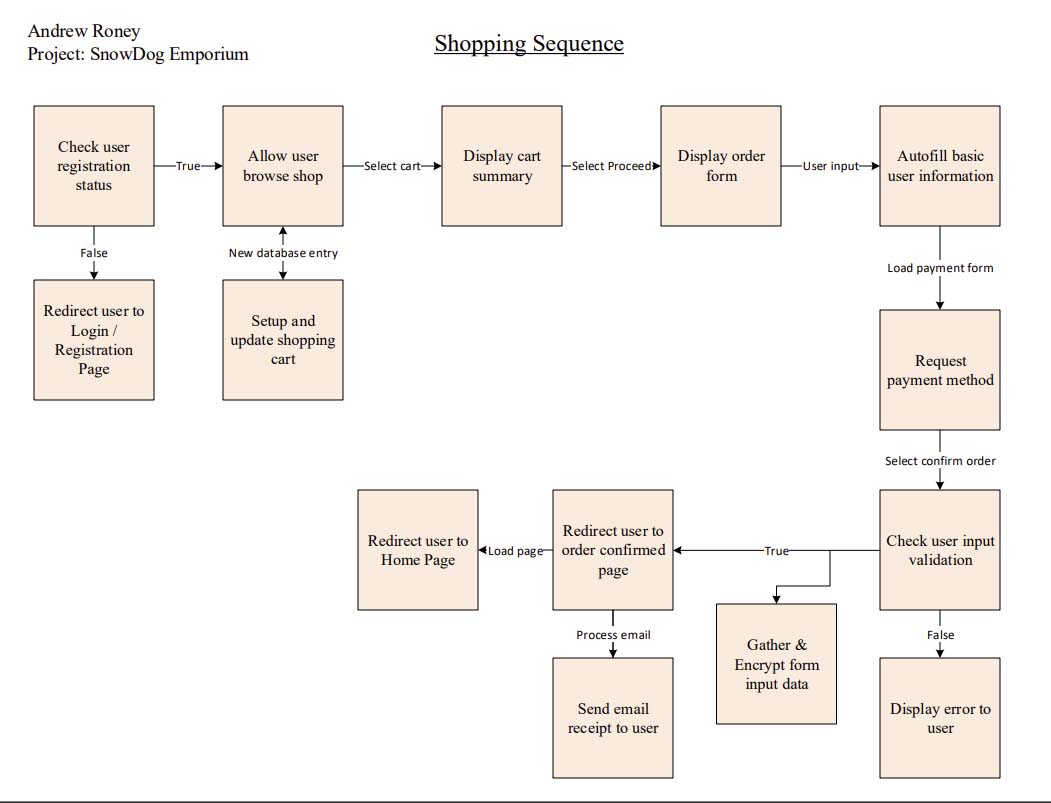 Andrew Roney
Project: SnowDog Emporium
Shopping Sequence
Check user
registration
status
True
Allow user
browse shop
Select cart
Display cart
summary
Select Proceed
Display order
form
User input
Autofill basic
user information
False
New database entry
Load payment form
Redirect user to
Login /
Registration
Page
Setup and
update shopping
cart
Request
payment method
Select confirm order
Redirect user to
Home Page
Load page
Redirect user to
order confirmed
page
True
Check user input
validation
Process email
False
Gather &
Encrypt form
input data
Send email
receipt to user
Display error to
user